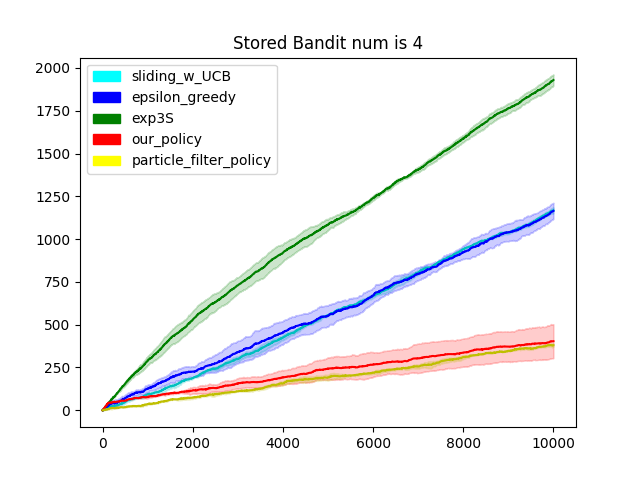 Stored Bandit num is 4
sliding_w_UCB
epsilon_greedy
exp3S
our_policy
particle_filter_policy
2000
1750
1500
1250
1000
750
500
250
0
0 2000 4000 6000 8000 10000